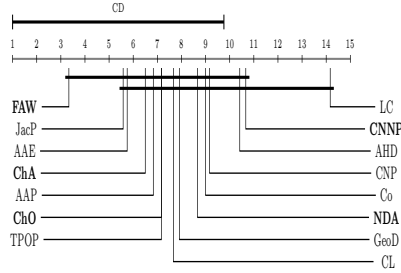 CD
1 2 3 4 5 6 7 8 9 10 11 12 13 14 15
FAW LC
JacP CNNP
AAE AHD
ChA CNP
AAP Co
ChO NDA
TPOP GeoD
CL